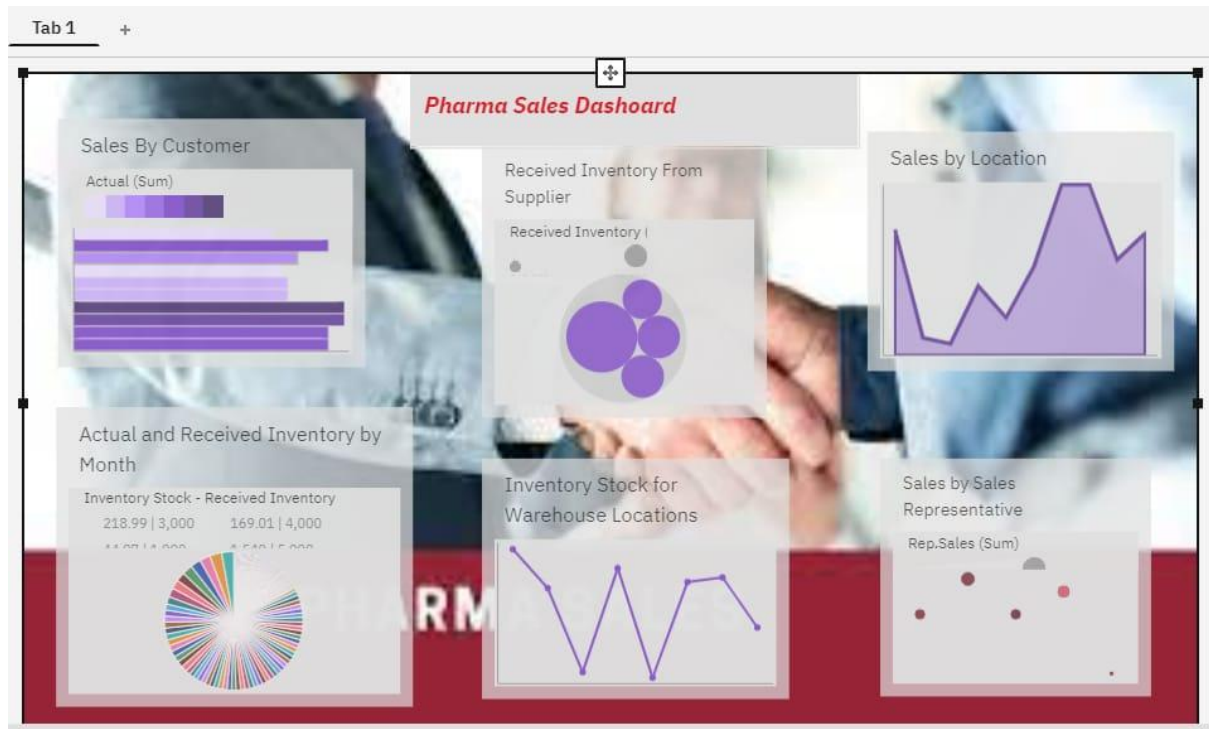 Tab 1 +
Pharma Sales Dashoard
Sales By Customer
Actual (Sum)
Received Inventory From
Supplier
Received Inventory (
Sales by Location
Actual and Received Inventory by
Month
Inventory Stock - Received Inventory
218.99 | 3,000 169.01 | 4,000
Inventory Stock for
Warehouse Locations
Sales by Sales
Representative
Rep.Sales (Sum)
PHARMA SALES